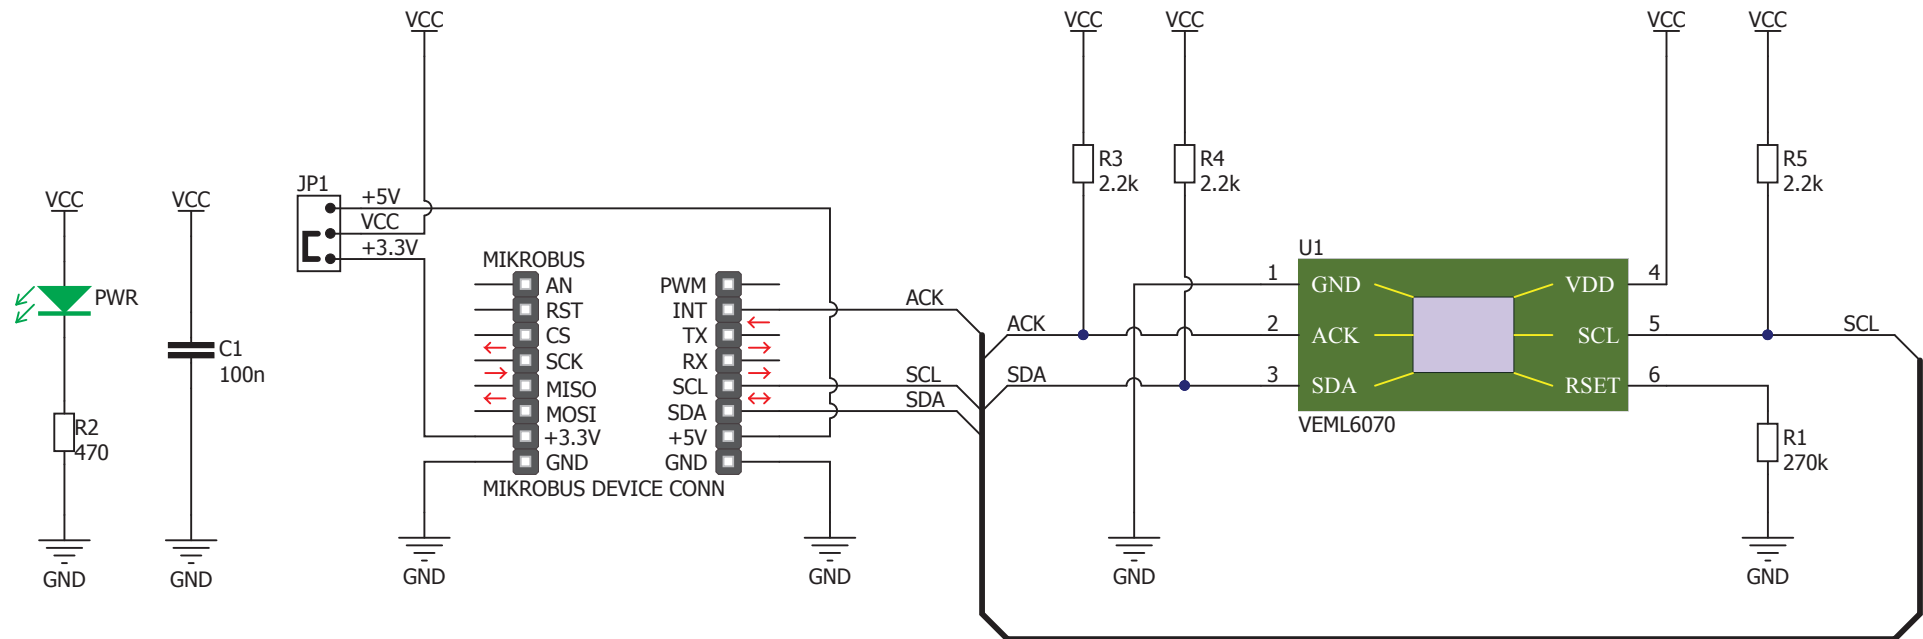 VCC
VCC
VCC
VCC
VCC
R3
2.2k
R4
2.2k
R5
2.2k
JP1
+5V
VCC
+3.3V
VCC
VCC
PWR
C1
100n
R2
470
GND
GND
GND
GND
MIKROBUS
AN
RST
CS
SCK
MISO
MOSI
+3.3V
GND
PWM
INT
TX
RX
SCL
SDA
+5V
GND
MIKROBUS DEVICE CONN
ACK
SCL
SDA
ACK
SDA
U1
1 GND VDD 4
2 ACK SCL 5
3 SDA RSET 6
VEML6070
SCL
R1
270k
GND
GND